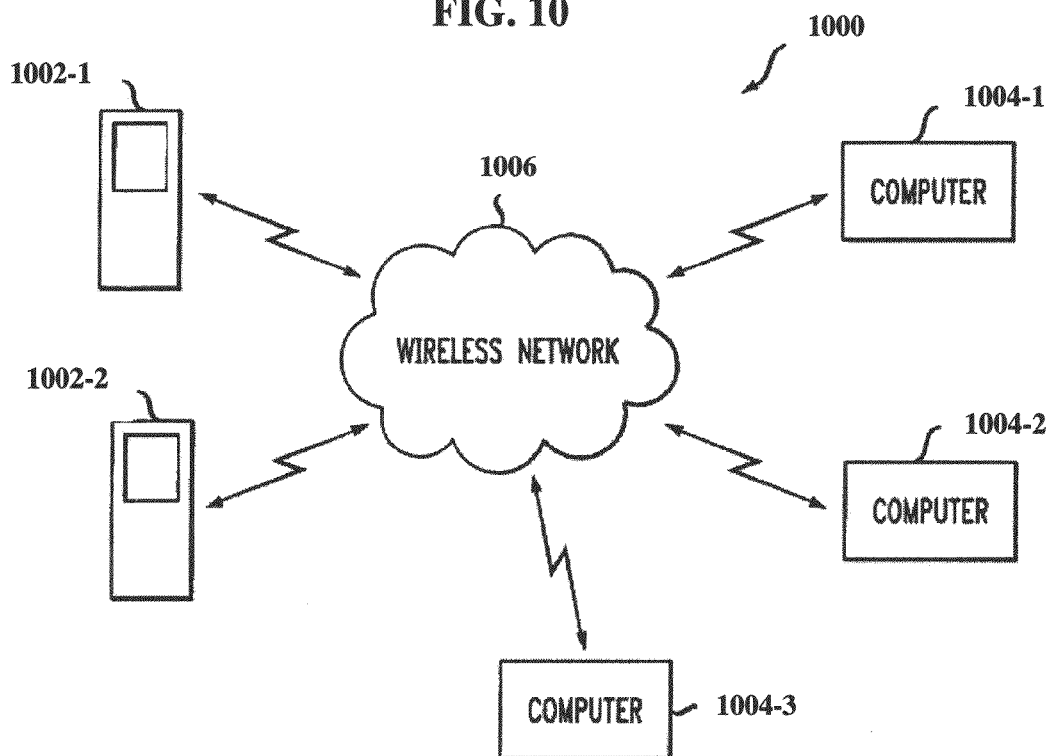 FIG. 10
1000
1002-1
1004-1
COMPUTER
1006
WIRELESS NETWORK
1002-2
1004-2
COMPUTER
COMPUTER
1004-3